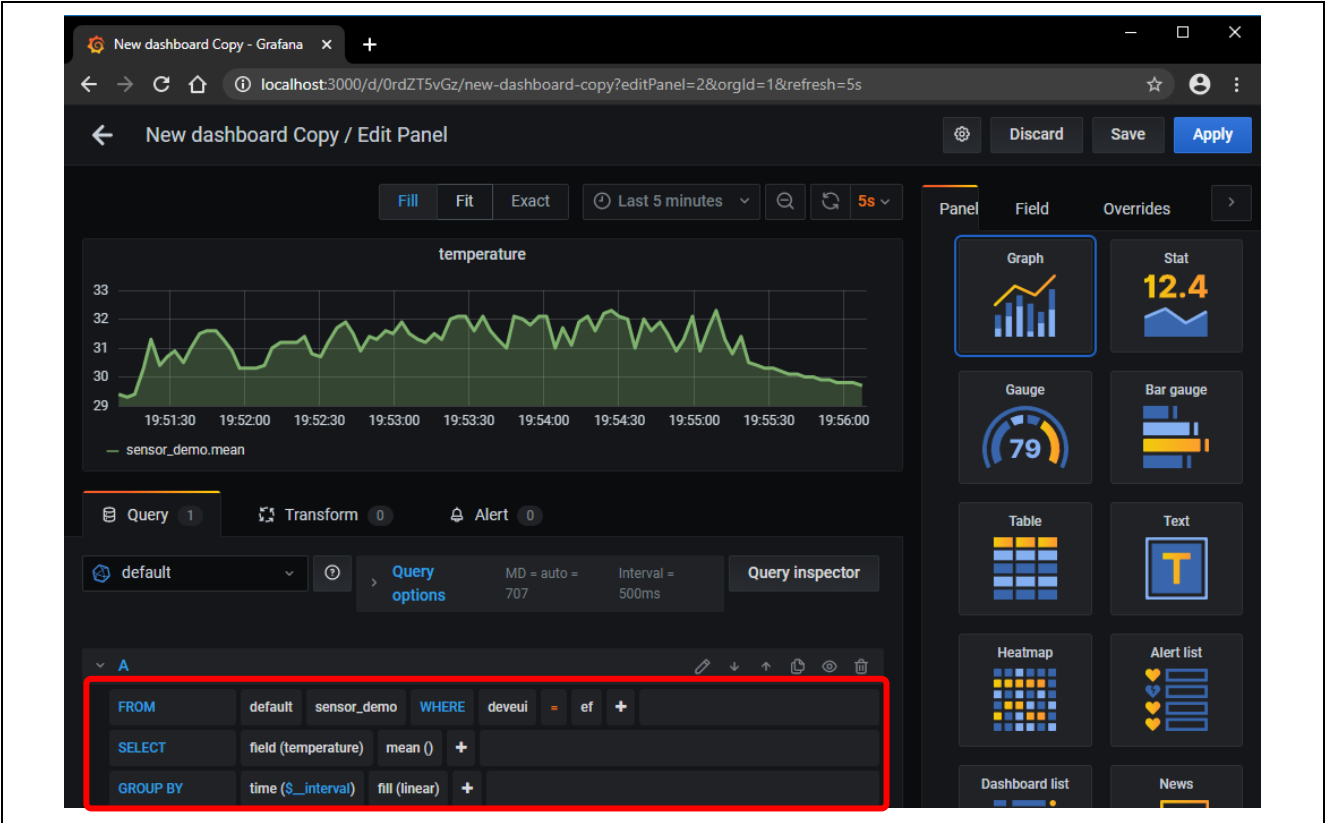 New dashboard Copy - Grafana
localhost:3000/d/0rdZT5vGz/new-dashboard-copy?editPanel=2&orgId=1&refresh=5s
New dashboard Copy / Edit Panel
Discard Save Apply
Fill Fit Exact Last 5 minutes 5s
Panel Field Overrides
temperature
33
32
31
30
29
19:51:30 19:52:00 19:52:30 19:53:00 19:53:30 19:54:00 19:54:30 19:55:00 19:55:30 19:56:00
sensor_demo.mean
Query 1 Transform 0 Alert 0
default
Query options
MD = auto = 707
Interval = 500ms
Query inspector
A
FROM default sensor_demo WHERE deveui = ef +
SELECT field (temperature) mean () +
GROUP BY time ($__interval) fill (linear) +
Graph Stat
12.4
Gauge Bar gauge
79
Table Text
T
Heatmap Alert list
Dashboard list News